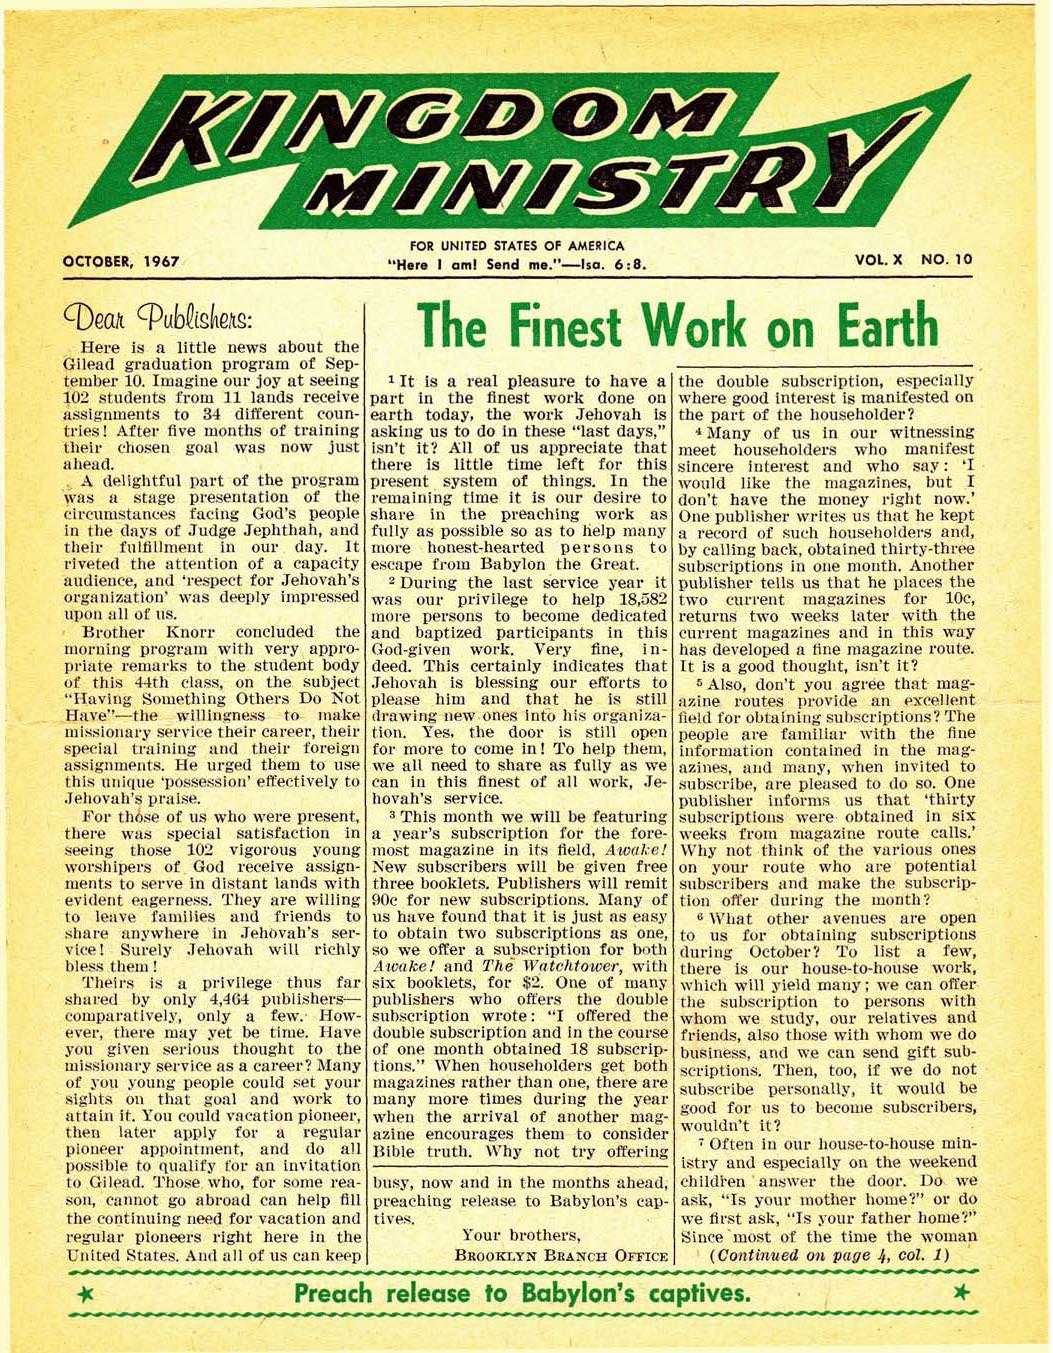 KINGDOM
MINISTRY
FOR UNITED STATES OF AMERICA
OCTOBER, 1967
"Here I am! Send me."—Isa. 6:8.
VOL. X NO. 10
Dear Publishers:
Here is a little news about the
Gilead graduation program of Sep-
tember 10. Imagine our joy at seeing
102 students from 11 lands receive
assignments to 34 different coun-
tries! After five months of training
their chosen goal was now just
ahead.
A delightful part of the program
was a stage presentation of the
circumstances facing God's people
in the days of Judge Jephthah, and
their fulfillment in our day. It
riveted the attention of a capacity
audience, and 'respect for Jehovah's
organization' was deeply impressed
upon all of us.
Brother Knorr concluded the
morning program with very appro-
priate remarks to the student body
of this 44th class, on the subject
"Having Something Others Do Not
Have"—the willingness to make
missionary service their career, their
special training and their foreign
assignments. He urged them to use
this unique 'possession' effectively to
Jehovah's praise.
For those of us who were present,
there was special satisfaction in
seeing those 102 vigorous young
worshipers of God receive assign-
ments to serve in distant lands with
evident eagerness. They are willing
to leave families and friends to
share anywhere in Jehovah's ser-
vice! Surely Jehovah will richly
bless them!
Theirs is a privilege thus far
shared by only 4,464 publishers—
comparatively, only a few. How-
ever, there may yet be time. Have
you given serious thought to the
missionary service as a career? Many
of you young people could set your
sights on that goal and work to
attain it. You could vacation pioneer,
then later apply for a regular
pioneer appointment, and do all
possible to qualify for an invitation
to Gilead. Those who, for some rea-
son, cannot go abroad can help fill
the continuing need for vacation and
regular pioneers right here in the
United States. And all of us can keep
busy, now and in the months ahead,
preaching release to Babylon's cap-
tives.
Your brothers,
BROOKLYN BRANCH OFFICE
The Finest Work on Earth
1 It is a real pleasure to have a
part in the finest work done on
earth today, the work Jehovah is
asking us to do in these "last days,"
isn't it? All of us appreciate that
there is little time left for this
present system of things. In the
remaining time it is our desire to
share in the preaching work as
fully as possible so as to help many
more honest-hearted persons to
escape from Babylon the Great.
2 During the last service year it
was our privilege to help 18,582
more persons to become dedicated
and baptized participants in this
God-given work. Very fine, in-
deed. This certainly indicates that
Jehovah is blessing our efforts to
please him and that he is still
drawing new ones into his organiza-
tion. Yes, the door is still open
for more to come in! To help them,
we all need to share as fully as we
can in this finest of all work, Je-
hovah's service.
3 This month we will be featuring
a year's subscription for the fore-
most magazine in its field, Awake!
New subscribers will be given free
three booklets. Publishers will remit
90c for new subscriptions. Many of
us have found that it is just as easy
to obtain two subscriptions as one,
so we offer a subscription for both
Awake! and The Watchtower, with
six booklets, for $2. One of many
publishers who offers the double
subscription wrote: "I offered the
double subscription and in the course
of one month obtained 18 subscrip-
tions." When householders get both
magazines rather than one, there are
many more times during the year
when the arrival of another mag-
azine encourages them to consider
Bible truth. Why not try offering
the double subscription, especially
where good interest is manifested on
the part of the householder?
4 Many of us in our witnessing
meet householders who manifest
sincere interest and who say: 'I
would like the magazines, but I
don't have the money right now.'
One publisher writes us that he kept
a record of such householders and,
by calling back, obtained thirty-three
subscriptions in one month. Another
publisher tells us that he places the
two current magazines for 10c,
returns two weeks later with the
current magazines and in this way
has developed a fine magazine route.
It is a good thought, isn't it?
5 Also, don't you agree that mag-
azine routes provide an excellent
field for obtaining subscriptions? The
people are familiar with the fine
information contained in the mag-
azines, and many, when invited to
subscribe, are pleased to do so. One
publisher informs us that 'thirty
subscriptions were obtained in six
weeks from magazine route calls.'
Why not think of the various ones
on your route who are potential
subscribers and make the subscrip-
tion offer during the month?
6 What other avenues are open
to us for obtaining subscriptions
during October? To list a few,
there is our house-to-house work,
which will yield many; we can offer
the subscription to persons with
whom we study, our relatives and
friends, also those with whom we do
business, and we can send gift sub-
scriptions. Then, too, if we do not
subscribe personally, it would be
good for us to become subscribers,
wouldn't it?
7 Often in our house-to-house min-
istry and especially on the weekend
children answer the door. Do we
ask, "Is your mother home?" or do
we first ask, "Is your father home?"
Since most of the time the woman
(Continued on page 4, col. 1)
Preach release to Babylon's captives.